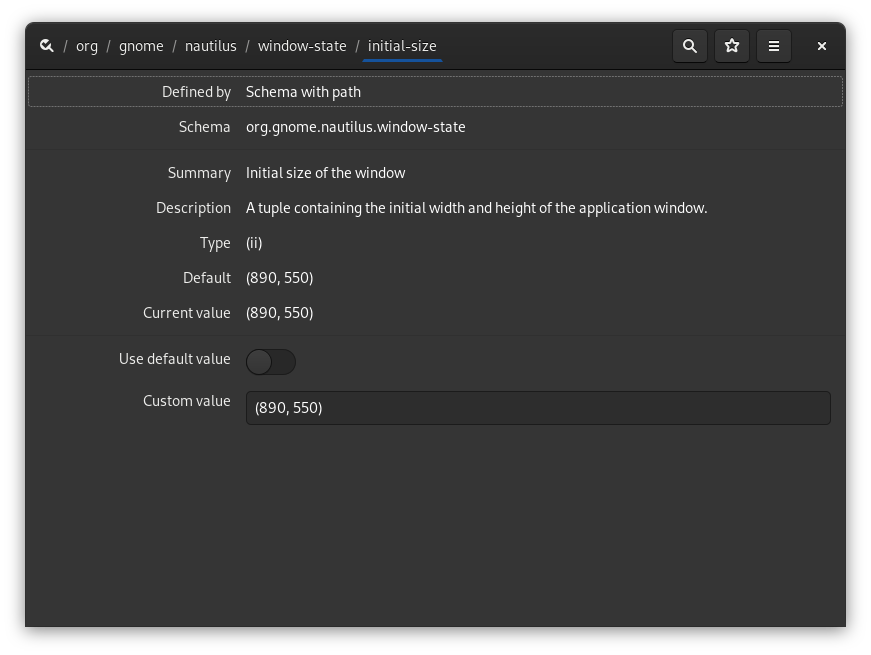 / org / gnome / nautilus / window-state / initial-size
Defined by Schema with path
Schema org.gnome.nautilus.window-state
Summary Initial size of the window
Description A tuple containing the initial width and height of the application window.
Type (ii)
Default (890, 550)
Current value (890, 550)
Use default value
Custom value (890, 550)